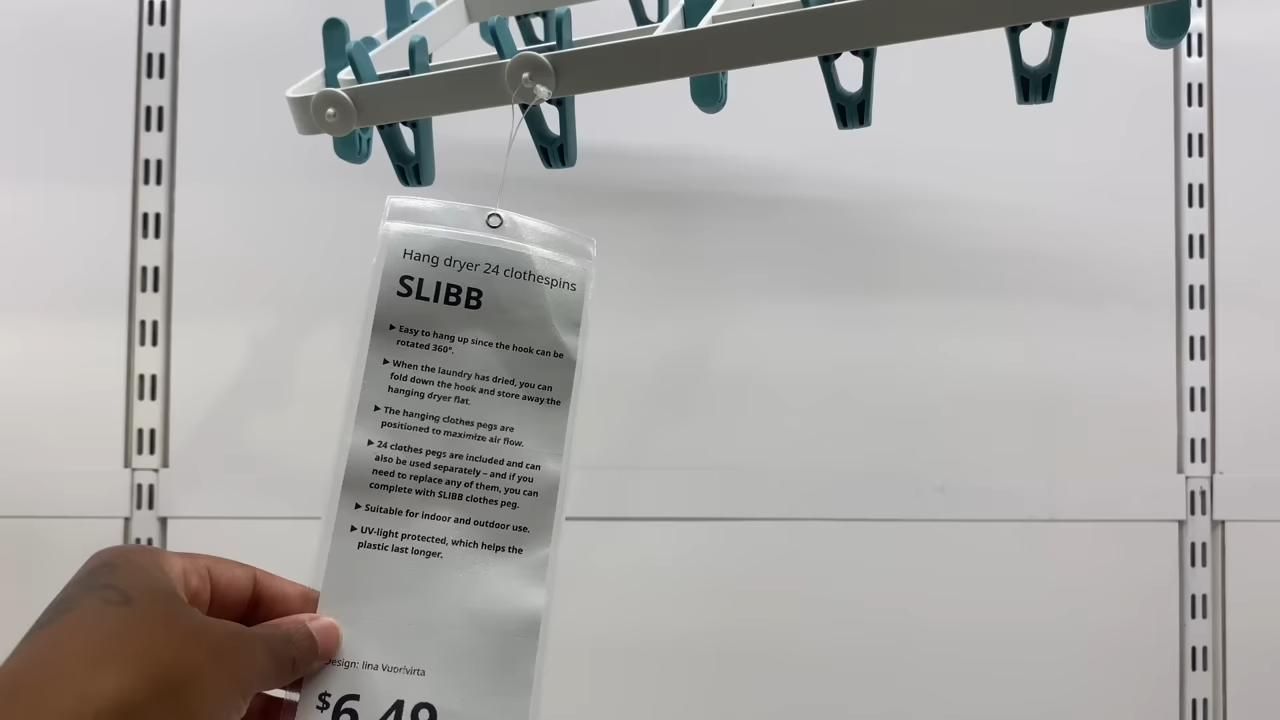 Hang dryer 24 clothespins
SLIBB
▶ Easy to hang up since the hook can be
rotated 360°.
▶ When the laundry has dried, you can
fold down the hook and store away the
hanging dryer flat.
▶ The hanging clothes pegs are
positioned to maximize air flow.
▶ 24 clothes pegs are included and can
also be used separately – and if you
need to replace any of them, you can
complete with SLIBB clothes peg.
▶ Suitable for indoor and outdoor use.
▶ UV-light protected, which helps the
plastic last longer.
Design: Iina Vuorivirta
$6.49